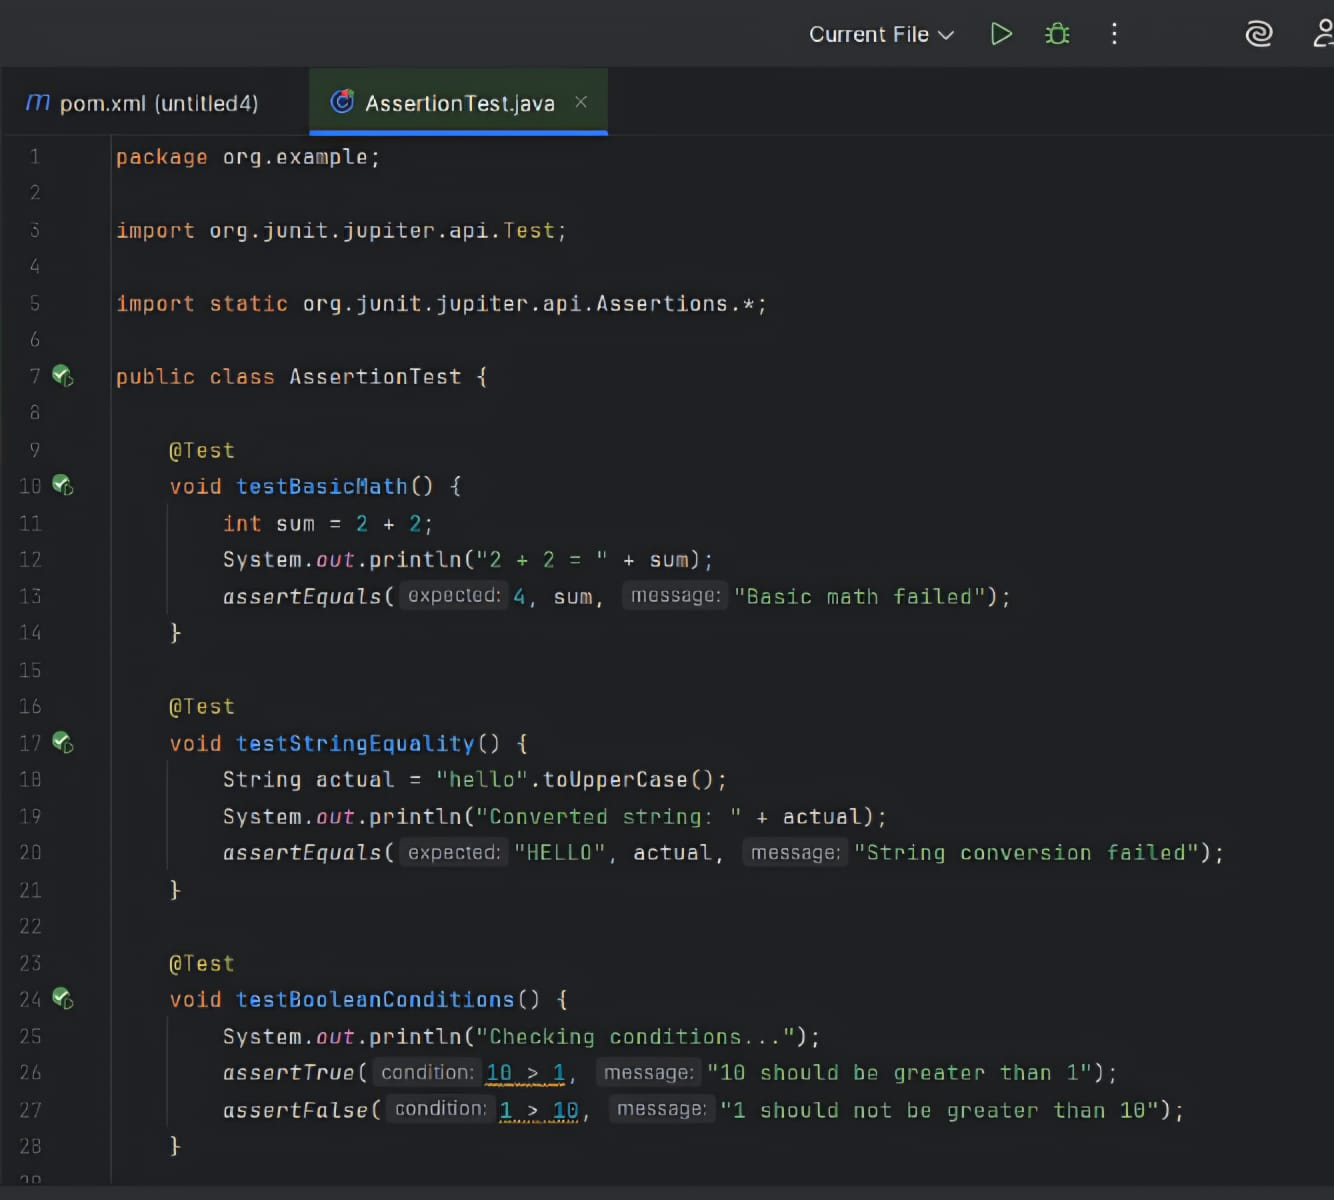 Current File
pom.xml (untitled4)
AssertionTest.java
1 package org.example;
2
3 import org.junit.jupiter.api.Test;
4
5 import static org.junit.jupiter.api.Assertions.*;
6
7 public class AssertionTest {
8
9 @Test
10 void testBasicMath() {
11 int sum = 2 + 2;
12 System.out.println("2 + 2 = " + sum);
13 assertEquals( expected: 4, sum, message: "Basic math failed");
14 }
15
16 @Test
17 void testStringEquality() {
18 String actual = "hello".toUpperCase();
19 System.out.println("Converted string: " + actual);
20 assertEquals( expected: "HELLO", actual, message: "String conversion failed");
21 }
22
23 @Test
24 void testBooleanConditions() {
25 System.out.println("Checking conditions...");
26 assertTrue( condition: 10 > 1, message: "10 should be greater than 1");
27 assertFalse( condition: 1 > 10, message: "1 should not be greater than 10");
28 }